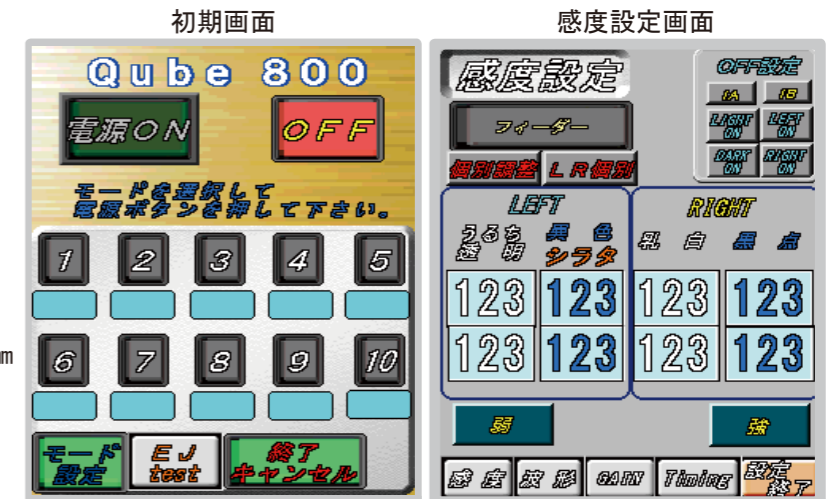 初期画面
Qube 800
電源ON
OFF
モードを選択して
電源ボタンを押して下さい。
1 2 3 4 5
6 7 8 9 10
モード
設定
EJ
test
終了
キャンセル
m
感度設定画面
感度設定
OFF設定
1A 1B
LIGHT
ON
LEFT
ON
DARK
ON
RIGHT
ON
フィーダー
個別調整 LR個別
LEFT
うるち
透明
異色
シラタ
RIGHT
乳白
黒点
123 123 123 123
123 123 123 123
弱
強
感度
波形
GAIN
Timing
設定
終了